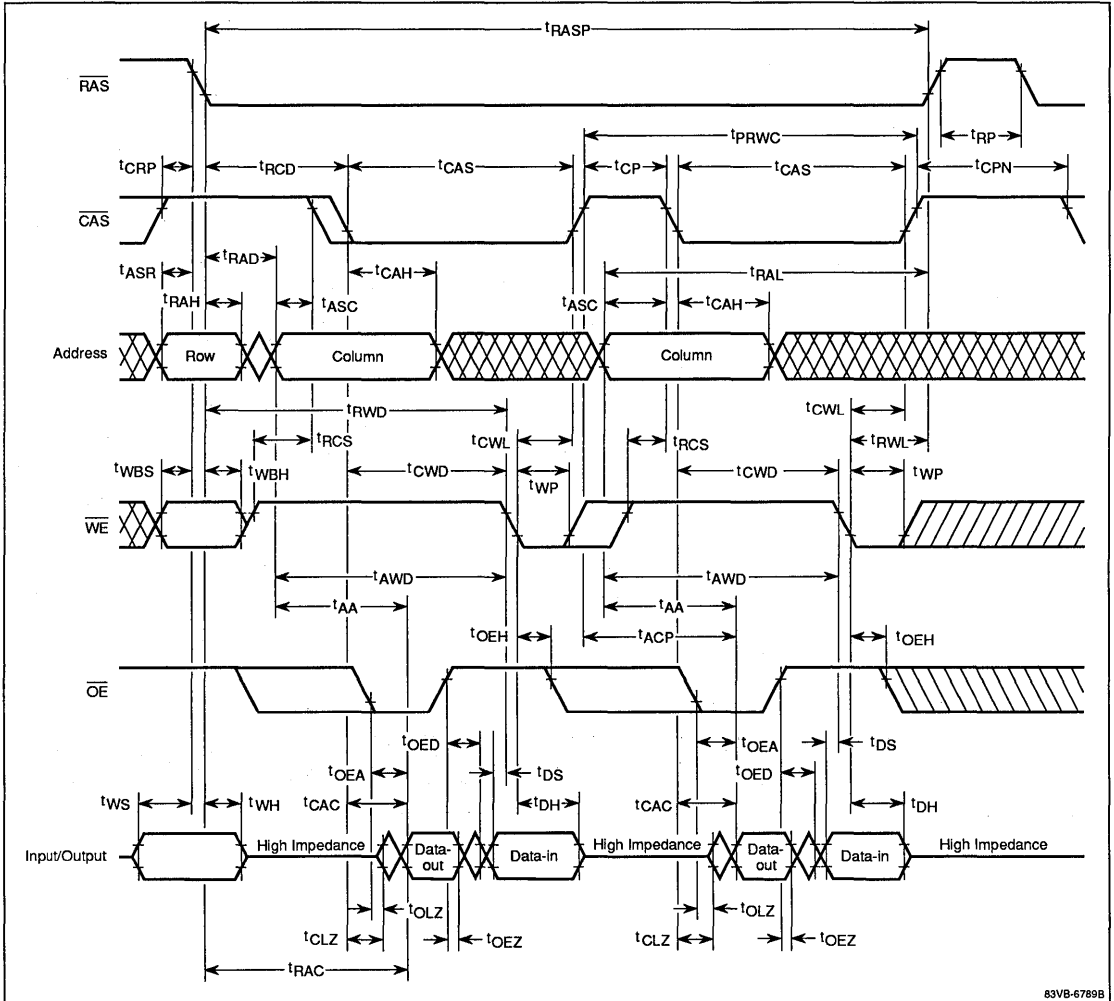 tRASP
RAS
tPRWC
tRP
tCRP
tRCD
tCAS
tCP
tCAS
tCPN
CAS
tASR
tRAD
tCAH
tRAL
tRAH
tASC
tASC
tCAH
Address
Row
Column
Column
tRWD
tCWL
tRCS
tCWL
tRCS
tRWL
tWBS
tWBH
tCWD
tWP
tCWD
tWP
WE
tAWD
tAWD
tAA
tAA
tOEH
tACP
tOEH
OE
tOED
tOEA
tDS
tOEA
tDS
tOED
tWS
tWH
tCAC
tDH
tCAC
tDH
Input/Output
High Impedance
Data-out
Data-in
High Impedance
Data-out
Data-in
High Impedance
tOLZ
tOLZ
tCLZ
tOEZ
tCLZ
tOEZ
tRAC
83VB-6789B